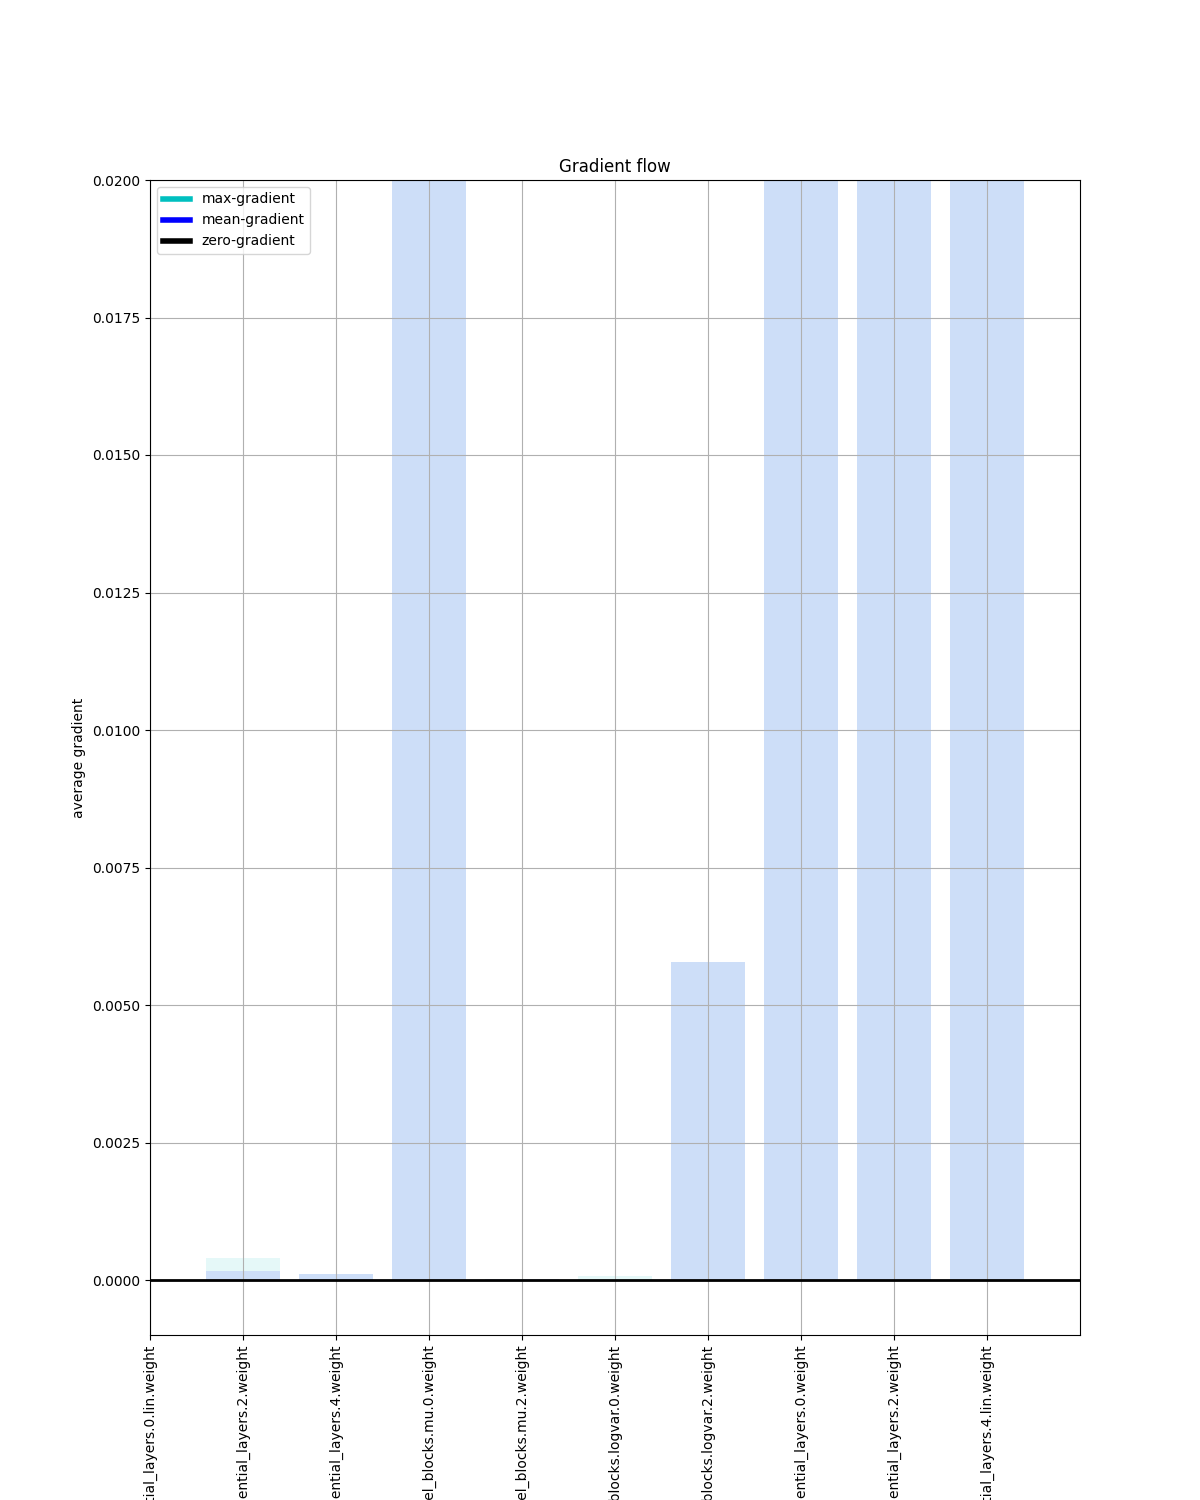 Gradient flow
max-gradient
mean-gradient
zero-gradient
0.0200
0.0175
0.0150
0.0125
0.0100
0.0075
0.0050
0.0025
0.0000
average gradient
tial_layers.0.lin.weight
ential_layers.2.weight
ential_layers.4.weight
el_blocks.mu.0.weight
el_blocks.mu.2.weight
blocks.logvar.0.weight
blocks.logvar.2.weight
ential_layers.0.weight
ential_layers.2.weight
tial_layers.4.lin.weight